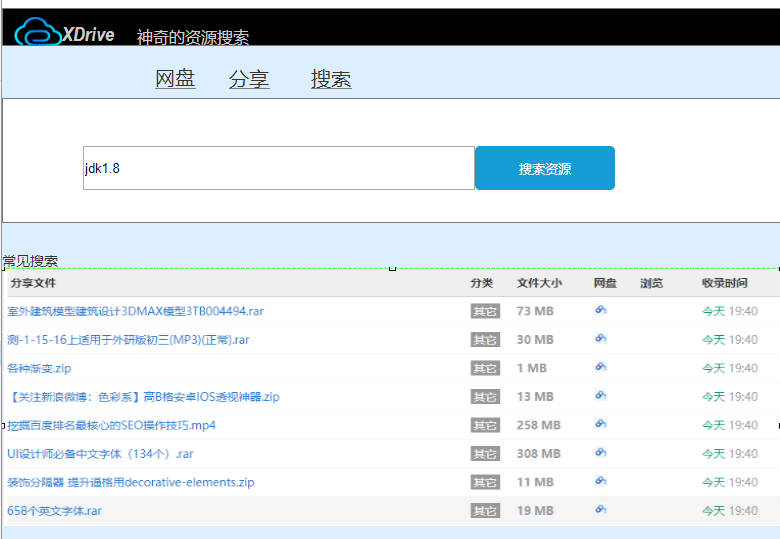 XDrive 神奇的资源搜索
网盘 分享 搜索
jdk1.8 搜索资源
常见搜索
分享文件 分类 文件大小 网盘 浏览 收录时间
室外建筑模型建筑设计3DMAX模型3TB004494.rar 其它 73 MB 今天 19:40
测-1-15-16上适用于外研版初三(MP3)(正常).rar 其它 30 MB 今天 19:40
各种渐变.zip 其它 1 MB 今天 19:40
【关注新浪微博：色彩系】高B格安卓IOS透视神器.zip 其它 13 MB 今天 19:40
挖掘百度排名最核心的SEO操作技巧.mp4 其它 258 MB 今天 19:40
UI设计师必备中文字体（134个）.rar 其它 308 MB 今天 19:40
装饰分隔器 提升逼格用decorative-elements.zip 其它 11 MB 今天 19:40
658个英文字体.rar 其它 19 MB 今天 19:40